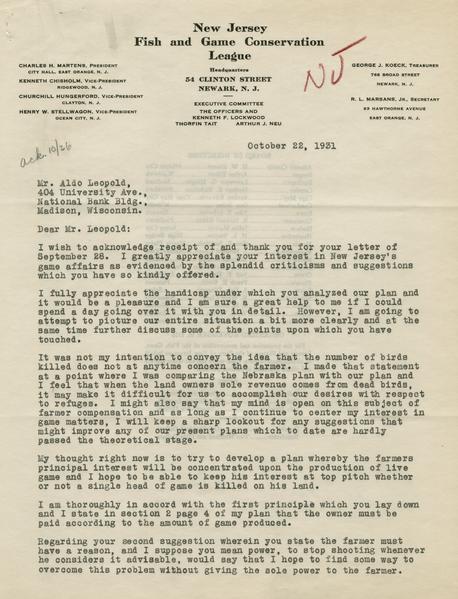 New Jersey
Fish and Game Conservation
League
Headquarters
54 CLINTON STREET
NEWARK, N. J.
EXECUTIVE COMMITTEE
THE OFFICERS AND
KENNETH F. LOCKWOOD
THORFIN TAIT ARTHUR J. NEU
CHARLES H. MARTENS, PRESIDENT
CITY HALL, EAST ORANGE, N. J.
KENNETH CHISHOLM, VICE-PRESIDENT
RIDGEWOOD, N. J.
CHURCHILL HUNGERFORD, VICE-PRESIDENT
CLAYTON, N. J.
HENRY W. STELLWAGON, VICE-PRESIDENT
OCEAN CITY, N. J.
GEORGE J. KOECK, TREASURER
766 BROAD STREET
NEWARK, N. J.
R. L. MARSANS, JR., SECRETARY
83 HAWTHORNE AVENUE
EAST ORANGE, N. J.
NJ
ack 10/26
October 22, 1931
Mr. Aldo Leopold,
404 University Ave.,
National Bank Bldg.,
Madison, Wisconsin.
Dear Mr. Leopold:
I wish to acknowledge receipt of and thank you for your letter of
September 28. I greatly appreciate your interest in New Jersey's
game affairs as evidenced by the splendid criticisms and suggestions
which you have so kindly offered.
I fully appreciate the handicap under which you analyzed our plan and
it would be a pleasure and I am sure a great help to me if I could
spend a day going over it with you in detail. However, I am going to
attempt to picture our entire situation a bit more clearly and at the
same time further discuss some of the points upon which you have
touched.
It was not my intention to convey the idea that the number of birds
killed does not at anytime concern the farmer. I made that statement
at a point where I was comparing the Nebraska plan with our plan and
I feel that when the land owners sole revenue comes from dead birds,
it may make it difficult for us to accomplish our desires with respect
to refuges. I might also say that my mind is open on this subject of
farmer compensation and as long as I continue to center my interest in
game matters, I will keep a sharp lookout for any suggestions that
might improve any of our present plans which to date are hardly
passed the theoretical stage.
My thought right now is to try to develop a plan whereby the farmers
principal interest will be concentrated upon the production of live
game and I hope to be able to keep his interest at top pitch whether
or not a single head of game is killed on his land.
I am thoroughly in accord with the first principle which you lay down
and I state in section 2 page 4 of my plan that the owner must be
paid according to the amount of game produced.
Regarding your second suggestion wherein you state the farmer must
have a reason, and I suppose you mean power, to stop shooting whenever
he considers it advisable, would say that I hope to find some way to
overcome this problem without giving the sole power to the farmer.